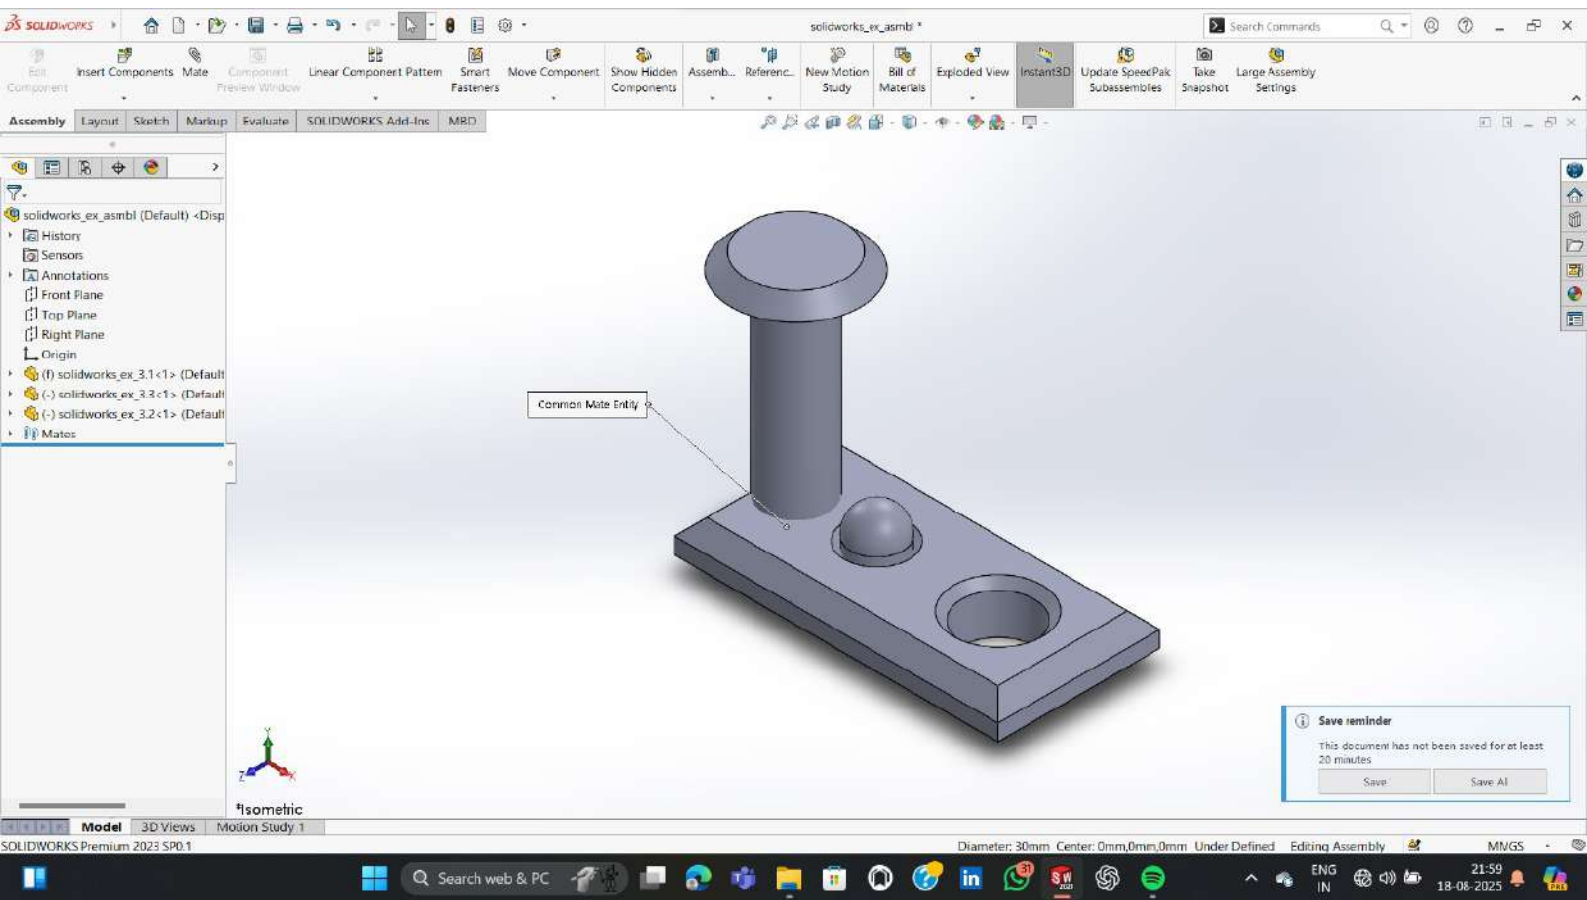 SOLIDWORKS
solidworks_ex_asmbl *
Search Commands
Edit Component
Insert Components
Mate
Component Preview Window
Linear Component Pattern
Smart Fasteners
Move Component
Show Hidden Components
Assemb...
Referenc...
New Motion Study
Bill of Materials
Exploded View
Instant3D
Update SpeedPak Subassemblies
Take Snapshot
Large Assembly Settings
Assembly Layout Sketch Markup Evaluate SOLIDWORKS Add-Ins MBD
solidworks_ex_asmbl (Default) <Disp
History
Sensors
Annotations
Front Plane
Top Plane
Right Plane
Origin
(f) solidworks_ex_3.1<1> (Default
(-) solidworks_ex_3.3<1> (Default
(-) solidworks_ex_3.2<1> (Default
Mates
Common Mate Entity
Y
Z
X
*Isometric
Save reminder
This document has not been saved for at least
20 minutes
Save
Save All
Model 3D Views Motion Study 1
SOLIDWORKS Premium 2023 SP0.1
Diameter: 30mm Center: 0mm,0mm,0mm Under Defined Editing Assembly MMGS
Search web & PC
31
ENG
IN
21:59
18-08-2025